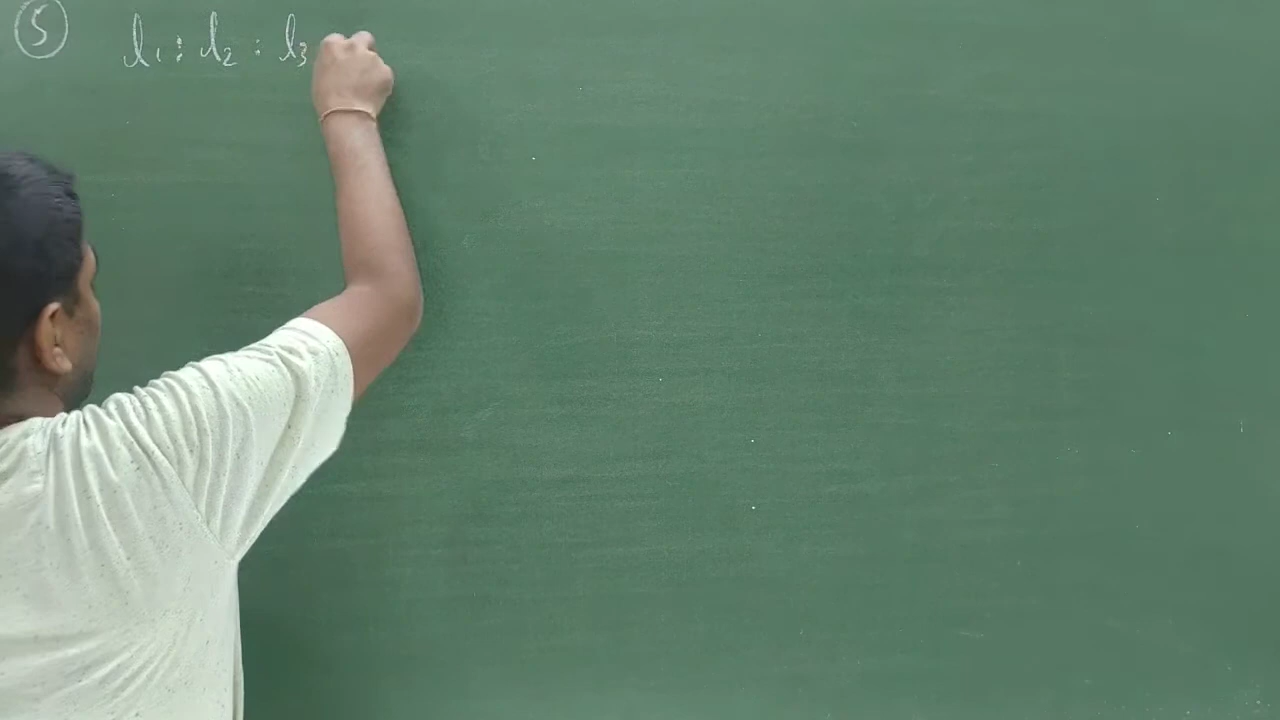 ⑤ l₁ : l₂ : l₃